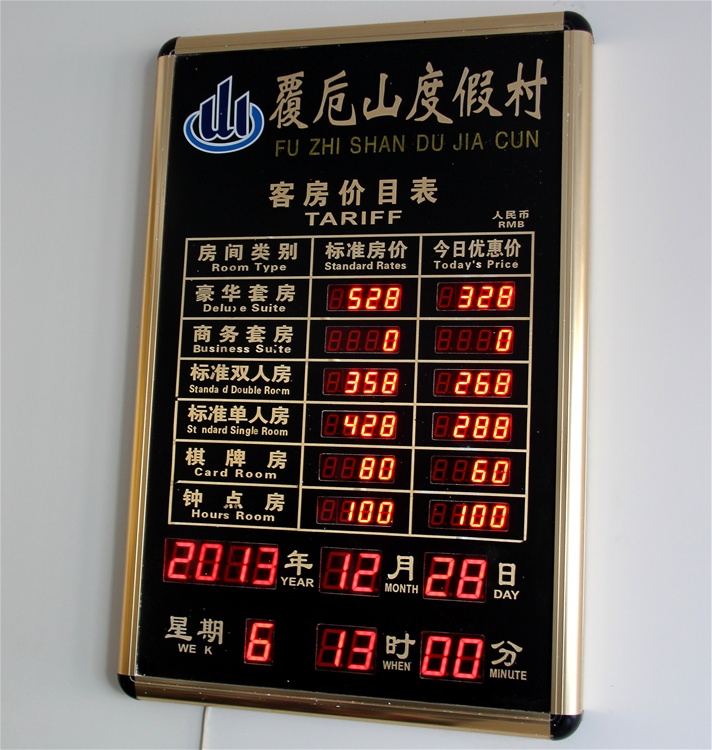 覆卮山度假村
FU ZHI SHAN DU JIA CUN
客房价目表
TARIFF
人民币
RMB
房间类别 标准房价 今日优惠价
Room Type Standard Rates Today's Price
豪华套房 528 328
Deluxe Suite
商务套房 0 0
Business Suite
标准双人房 358 268
Standa d Double Room
标准单人房 428 288
St ndard Single Room
棋牌房 80 60
Card Room
钟点房 100 100
Hours Room
2013 年 12 月 28 日
YEAR MONTH DAY
星期 6 13 时 00 分
WE K WHEN MINUTE